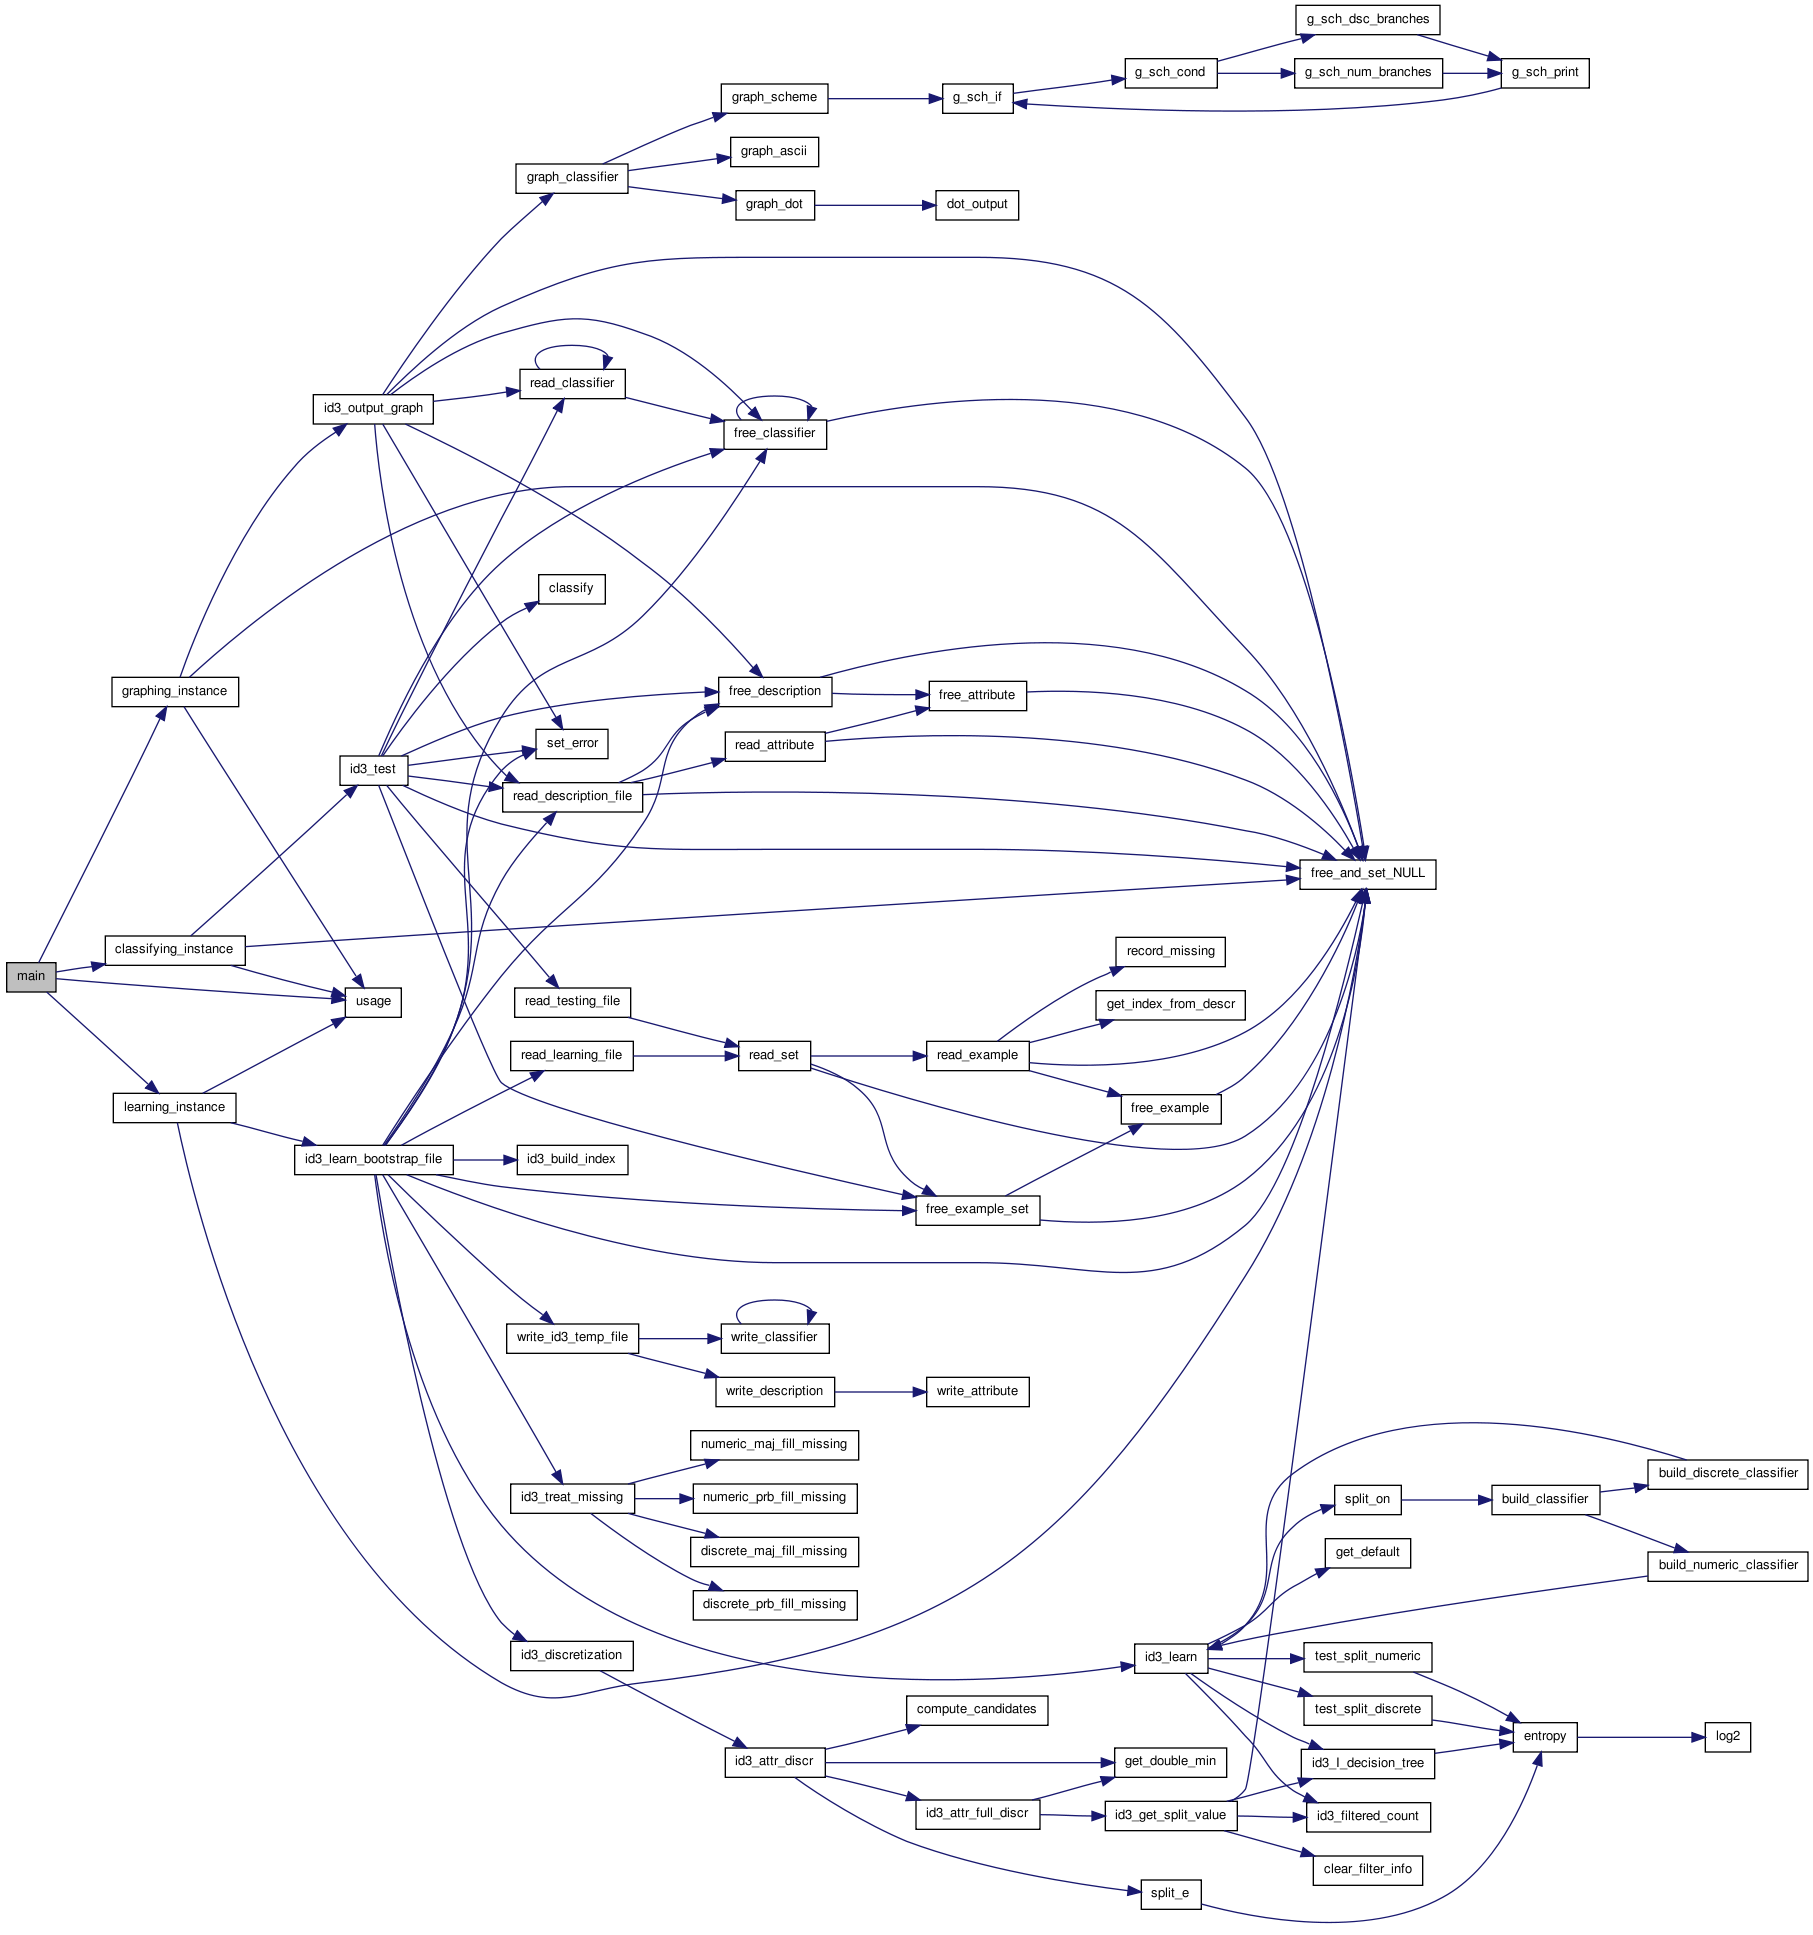 g_sch_dsc_branches
g_sch_cond
g_sch_num_branches
g_sch_print
graph_scheme
g_sch_if
graph_ascii
graph_classifier
graph_dot
dot_output
read_classifier
id3_output_graph
free_classifier
classify
graphing_instance
free_description
free_attribute
set_error
read_attribute
id3_test
read_description_file
free_and_set_NULL
classifying_instance
record_missing
main
usage
read_testing_file
get_index_from_descr
read_learning_file
read_set
read_example
learning_instance
free_example
id3_learn_bootstrap_file
id3_build_index
free_example_set
write_id3_temp_file
write_classifier
write_description
write_attribute
numeric_maj_fill_missing
build_discrete_classifier
id3_treat_missing
numeric_prb_fill_missing
split_on
build_classifier
discrete_maj_fill_missing
get_default
build_numeric_classifier
discrete_prb_fill_missing
id3_discretization
id3_learn
test_split_numeric
compute_candidates
test_split_discrete
entropy
log2
id3_attr_discr
get_double_min
id3_I_decision_tree
id3_attr_full_discr
id3_get_split_value
id3_filtered_count
clear_filter_info
split_e